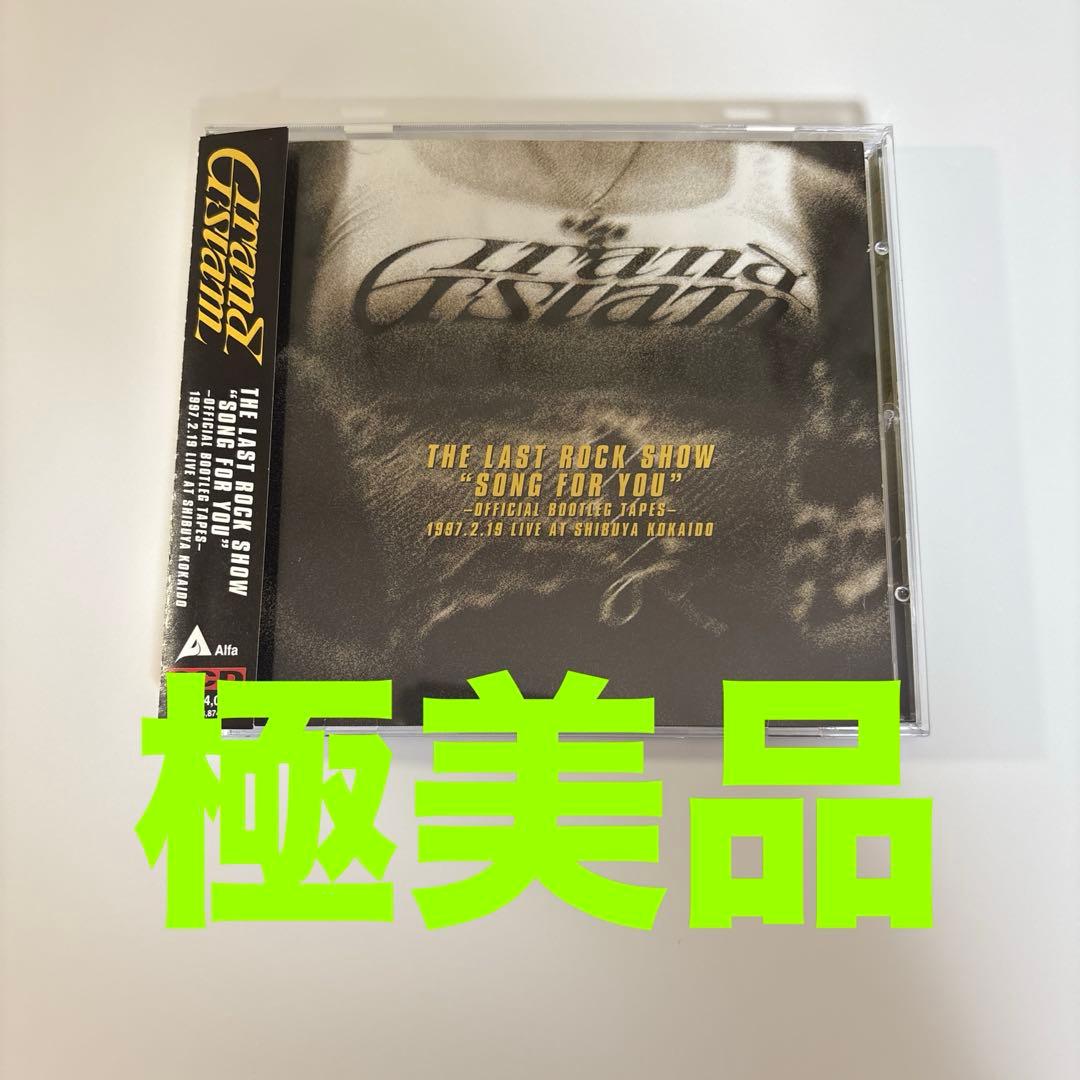 Grand
Slam
THE LAST ROCK SHOW
“SONG FOR YOU”
–OFFICIAL BOOTLEG TAPES–
1997.2.19 LIVE AT SHIBUYA KOKAIDO
Alfa
Grand
Slam
THE LAST ROCK SHOW
“SONG FOR YOU”
–OFFICIAL BOOTLEG TAPES–
1997.2.19 LIVE AT SHIBUYA KOKAIDO
極美品